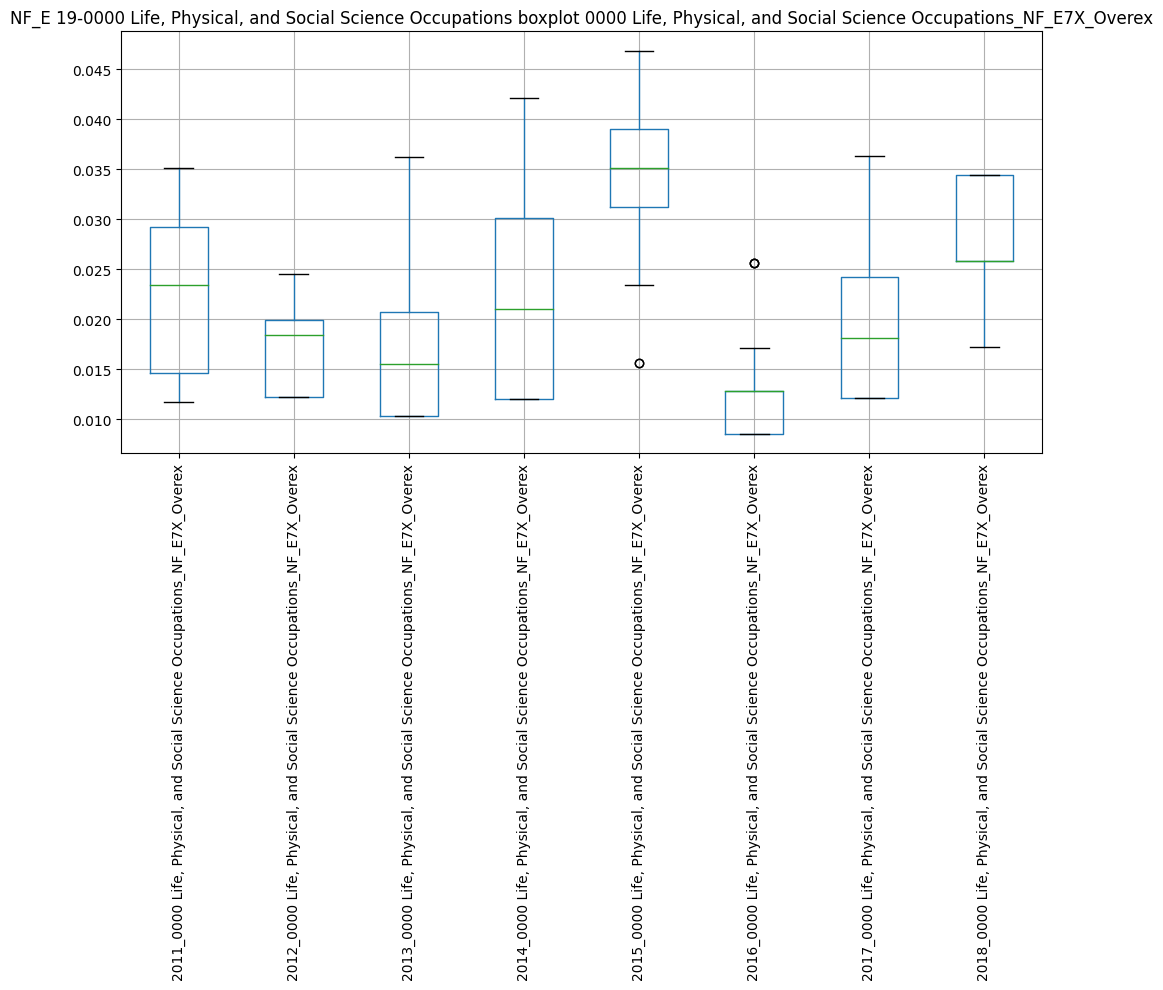 NF_E 19-0000 Life, Physical, and Social Science Occupations boxplot 0000 Life, Physical, and Social Science Occupations_NF_E7X_Overex
0.045
0.040
0.035
0.030
0.025
0.020
0.015
0.010
2011_0000 Life, Physical, and Social Science Occupations_NF_E7X_Overex
2012_0000 Life, Physical, and Social Science Occupations_NF_E7X_Overex
2013_0000 Life, Physical, and Social Science Occupations_NF_E7X_Overex
2014_0000 Life, Physical, and Social Science Occupations_NF_E7X_Overex
2015_0000 Life, Physical, and Social Science Occupations_NF_E7X_Overex
2016_0000 Life, Physical, and Social Science Occupations_NF_E7X_Overex
2017_0000 Life, Physical, and Social Science Occupations_NF_E7X_Overex
2018_0000 Life, Physical, and Social Science Occupations_NF_E7X_Overex